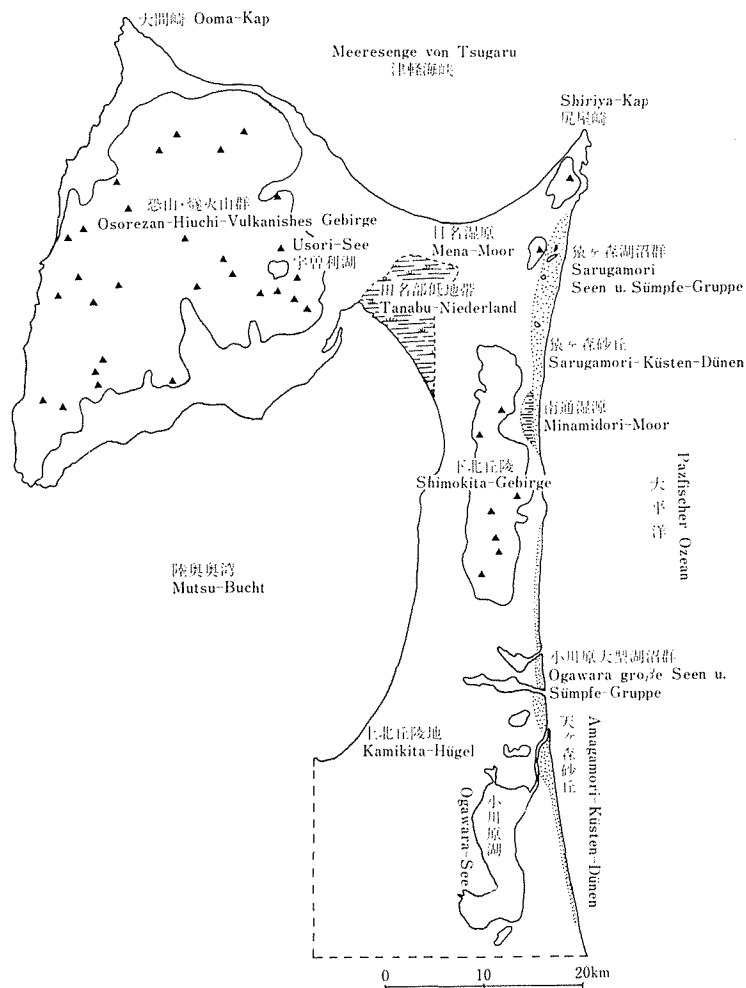 大間崎 Ooma-Kap
Meeresenge von Tsugaru
津軽海峡
Shiriya-Kap
尻屋崎
恐山・燧火山群
Osorezan-Hiuchi-Vulkanishes Gebirge
Usori-See
宇曽利湖
目名湿原
Mena-Moor
猿ヶ森湖沼群
Sarugamori
Seen u. Sümpfe-Gruppe
田名部低地帯
Tanabu-Niederland
猿ヶ森砂丘
Sarugamori-Küsten-Dünen
南通湿源
Minamidori-Moor
下北丘陵
Shimokita-Gebirge
大平洋
Pazfischer Ozean
陸奥奥湾
Mutsu-Bucht
小川原大型湖沼群
Ogawara große Seen u.
Sümpfe-Gruppe
上北丘陵地
Kamikita-Hügel
天ヶ森砂丘
Amagamori-Küsten-Dünen
小川原湖
Ogawara-See
0 10 20km